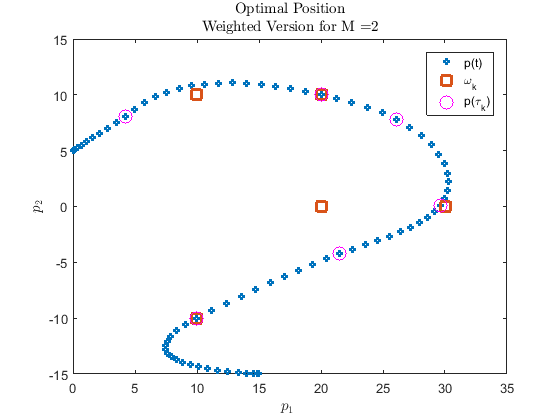 Optimal Position
Weighted Version for M =2
15
10
5
0
-5
-10
-15
0
5
10
15
20
25
30
35
p₂
p₁
p(t)
ωₖ
p(τₖ)